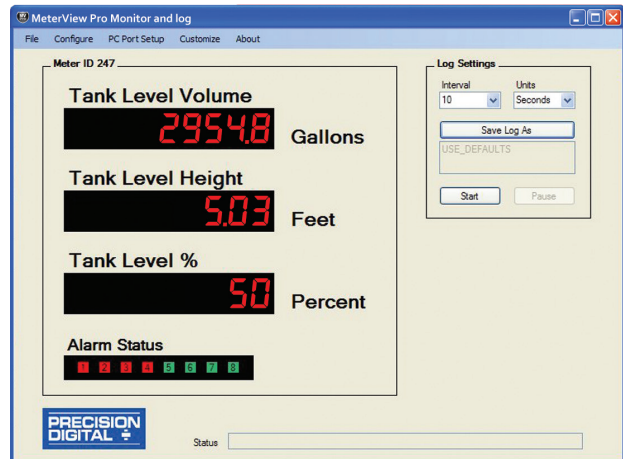 MeterView Pro Monitor and log
File Configure PC Port Setup Customize About
Meter ID 247
Tank Level Volume
2954.8 Gallons
Tank Level Height
5.03 Feet
Tank Level %
50 Percent
Alarm Status
1 2 3 4 5 6 7 8
Log Settings
Interval Units
10 Seconds
Save Log As
USE_DEFAULTS
Start Pause
PRECISION
DIGITAL
Status